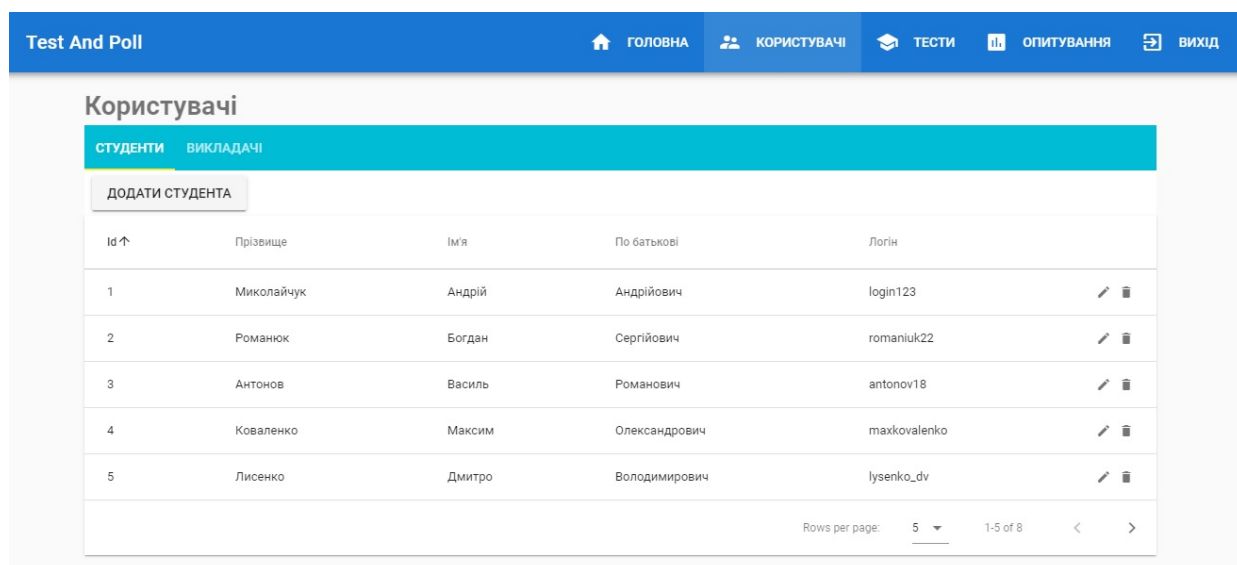 Test And Poll ГОЛОВНА КОРИСТУВАЧІ ТЕСТИ ОПИТУВАННЯ ВИХІД
Користувачі
СТУДЕНТИ ВИКЛАДАЧІ
ДОДАТИ СТУДЕНТА
Id Прізвище Ім'я По батькові Логін
1 Миколайчук Андрій Андрійович login123
2 Романюк Богдан Сергійович romaniuk22
3 Антонов Василь Романович antonov18
4 Коваленко Максим Олександрович maxkovalenko
5 Лисенко Дмитро Володимирович lysenko_dv
Rows per page: 5 1-5 of 8